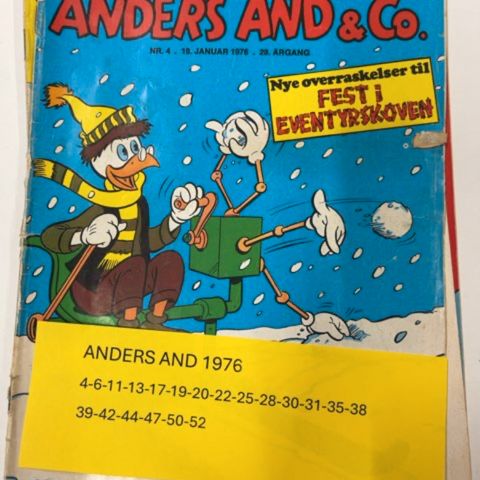 ANDERS AND & Co.
NR. 4 . 19. JANUAR 1976 . 29. ÅRGANG
Nye overraskelser til
FEST i
EVENTYRSKOVEN
ANDERS AND 1976
4-6-11-13-17-19-20-22-25-28-30-31-35-38
39-42-44-47-50-52